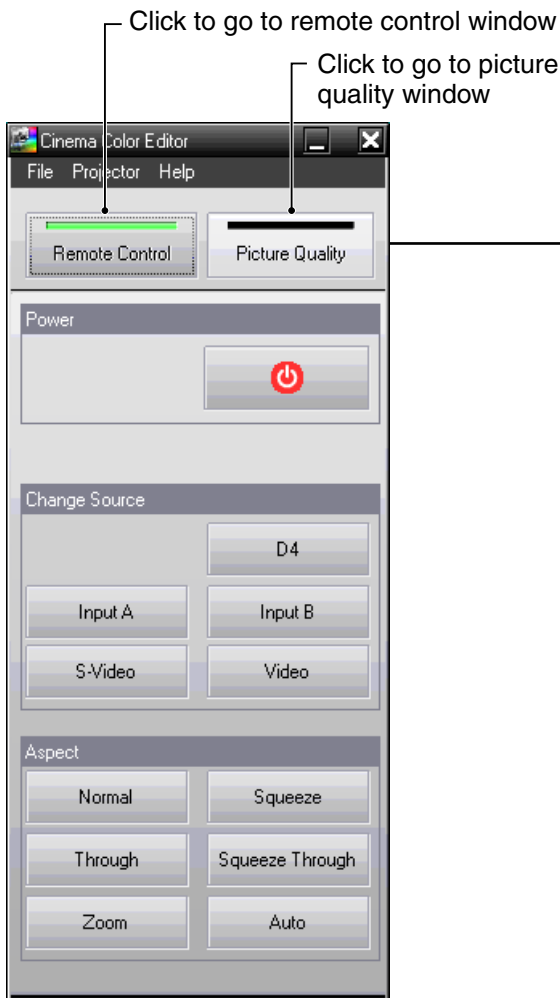 Click to go to remote control window
Click to go to picture
quality window
Cinema Color Editor
File Projector Help
Remote Control Picture Quality
Power
Change Source
D4
Input A Input B
S-Video Video
Aspect
Normal Squeeze
Through Squeeze Through
Zoom Auto